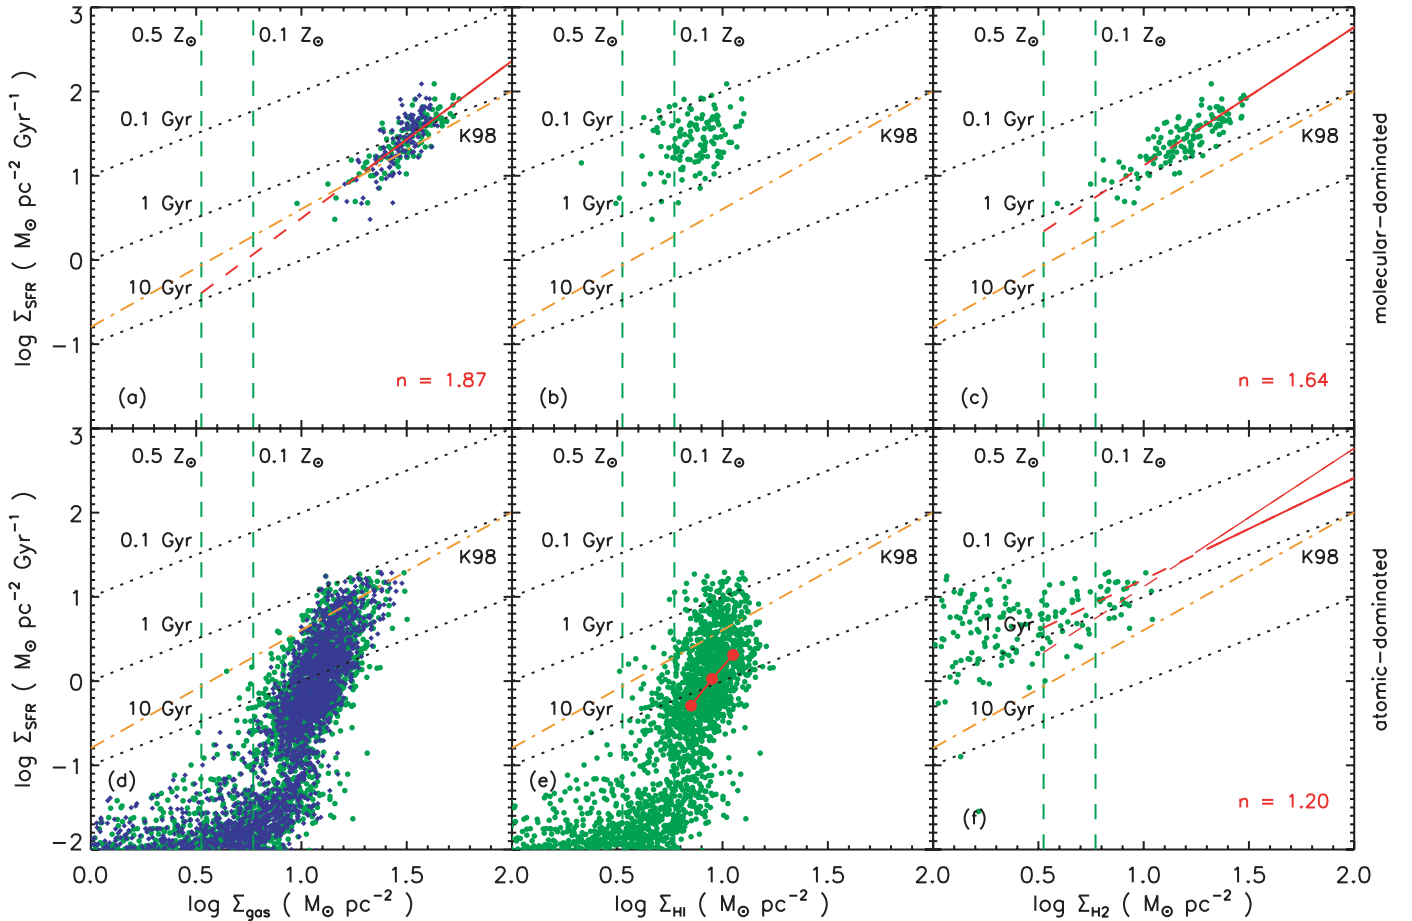 3
0.5 Z⊙ 0.1 Z⊙
0.5 Z⊙ 0.1 Z⊙
0.5 Z⊙ 0.1 Z⊙
2
0.1 Gyr
0.1 Gyr
0.1 Gyr
K98
K98
K98
1
1 Gyr
1 Gyr
1 Gyr
0
10 Gyr
10 Gyr
10 Gyr
−1
n = 1.87
n = 1.64
(a)
(b)
(c)
log ΣSFR ( M⊙ pc−2 Gyr−1)
molecular−dominated
3
0.5 Z⊙ 0.1 Z⊙
0.5 Z⊙ 0.1 Z⊙
0.5 Z⊙ 0.1 Z⊙
2
0.1 Gyr
0.1 Gyr
0.1 Gyr
K98
K98
K98
1
1 Gyr
1 Gyr
1 Gyr
0
10 Gyr
10 Gyr
10 Gyr
−1
(d)
(e)
n = 1.20
(f)
−2
log ΣSFR ( M⊙ pc−2 Gyr−1)
atomic−dominated
0.0 0.5 1.0 1.5 2.0 0.5 1.0 1.5 2.0 0.5 1.0 1.5 2.0
log Σgas ( M⊙ pc−2)
log ΣHI ( M⊙ pc−2)
log ΣH2 ( M⊙ pc−2)